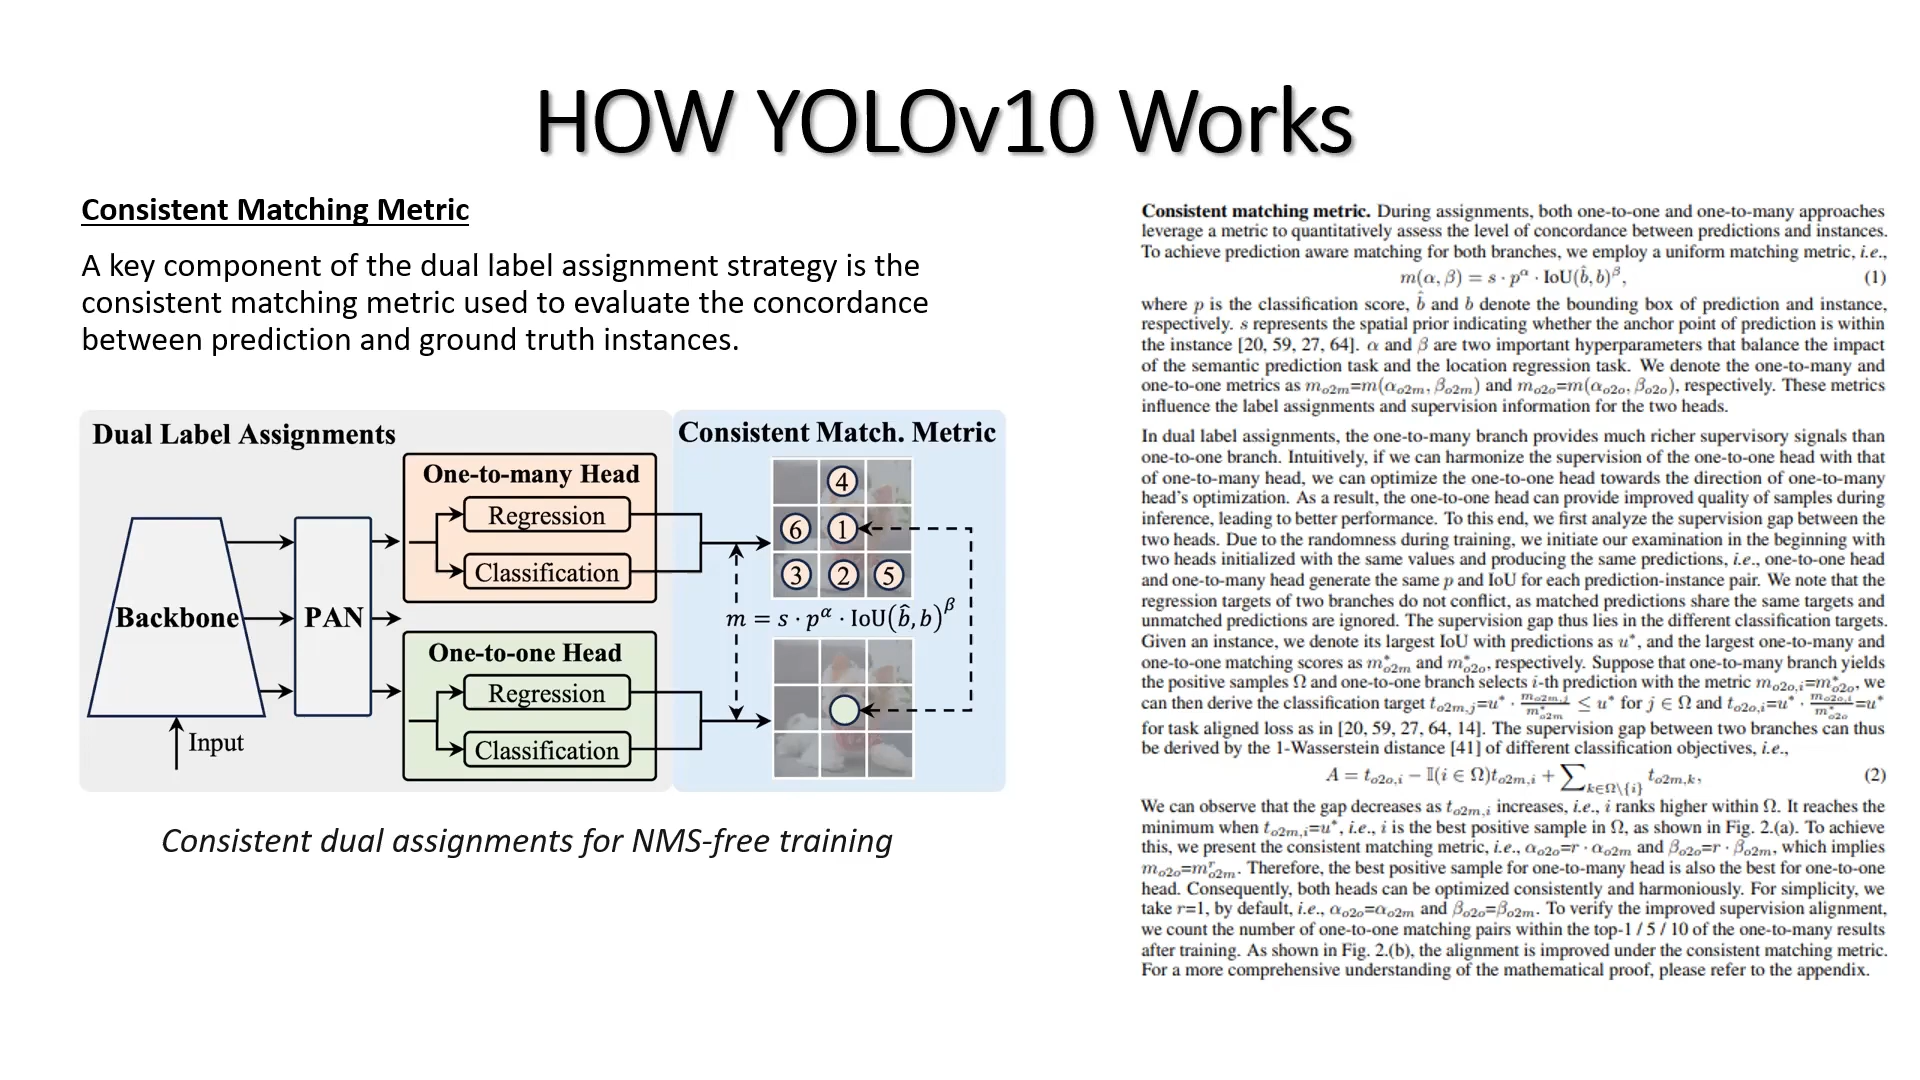 HOW YOLOv10 Works
Consistent Matching Metric
A key component of the dual label assignment strategy is the
consistent matching metric used to evaluate the concordance
between prediction and ground truth instances.
Dual Label Assignments
Consistent Match. Metric
One-to-many Head
Regression
Classification
Backbone
PAN
Input
One-to-one Head
Regression
Classification
4
6 1
3 2 5
m = s · p^α · IoU(b̂, b)^β
Consistent dual assignments for NMS-free training
Consistent matching metric. During assignments, both one-to-one and one-to-many approaches
leverage a metric to quantitatively assess the level of concordance between predictions and instances.
To achieve prediction aware matching for both branches, we employ a uniform matching metric, i.e.,
m(α, β) = s · p^α · IoU(b̂, b)^β, (1)
where p is the classification score, b̂ and b denote the bounding box of prediction and instance,
respectively. s represents the spatial prior indicating whether the anchor point of prediction is within
the instance [20, 59, 27, 64]. α and β are two important hyperparameters that balance the impact
of the semantic prediction task and the location regression task. We denote the one-to-many and
one-to-one metrics as m_o2m=m(α_o2m, β_o2m) and m_o2o=m(α_o2o, β_o2o), respectively. These metrics
influence the label assignments and supervision information for the two heads.
In dual label assignments, the one-to-many branch provides much richer supervisory signals than
one-to-one branch. Intuitively, if we can harmonize the supervision of the one-to-one head with that
of one-to-many head, we can optimize the one-to-one head towards the direction of one-to-many
head's optimization. As a result, the one-to-one head can provide improved quality of samples during
inference, leading to better performance. To this end, we first analyze the supervision gap between the
two heads. Due to the randomness during training, we initiate our examination in the beginning with
two heads initialized with the same values and producing the same predictions, i.e., one-to-one head
and one-to-many head generate the same p and IoU for each prediction-instance pair. We note that the
regression targets of two branches do not conflict, as matched predictions share the same targets and
unmatched predictions are ignored. The supervision gap thus lies in the different classification targets.
Given an instance, we denote its largest IoU with predictions as u*, and the largest one-to-many and
one-to-one matching scores as m*_o2m and m*_o2o, respectively. Suppose that one-to-many branch yields
the positive samples Ω and one-to-one branch selects i-th prediction with the metric m_o2o,i=m*_o2o, we
can then derive the classification target t_o2m,j=u* · m_o2m,j/m*_o2m ≤ u* for j ∈ Ω and t_o2o,i=u* · m_o2o,i/m*_o2o=u*
for task aligned loss as in [20, 59, 27, 64, 14]. The supervision gap between two branches can thus
be derived by the 1-Wasserstein distance [41] of different classification objectives, i.e.,
A = t_o2o,i − 𝕀(i ∈ Ω)t_o2m,i + ∑_k∈Ω\{i} t_o2m,k, (2)
We can observe that the gap decreases as t_o2m,i increases, i.e., i ranks higher within Ω. It reaches the
minimum when t_o2m,i=u*, i.e., i is the best positive sample in Ω, as shown in Fig. 2.(a). To achieve
this, we present the consistent matching metric, i.e., α_o2o=r · α_o2m and β_o2o=r · β_o2m, which implies
m_o2o=m^r_o2m. Therefore, the best positive sample for one-to-many head is also the best for one-to-one
head. Consequently, both heads can be optimized consistently and harmoniously. For simplicity, we
take r=1, by default, i.e., α_o2o=α_o2m and β_o2o=β_o2m. To verify the improved supervision alignment,
we count the number of one-to-one matching pairs within the top-1 / 5 / 10 of the one-to-many results
after training. As shown in Fig. 2.(b), the alignment is improved under the consistent matching metric.
For a more comprehensive understanding of the mathematical proof, please refer to the appendix.